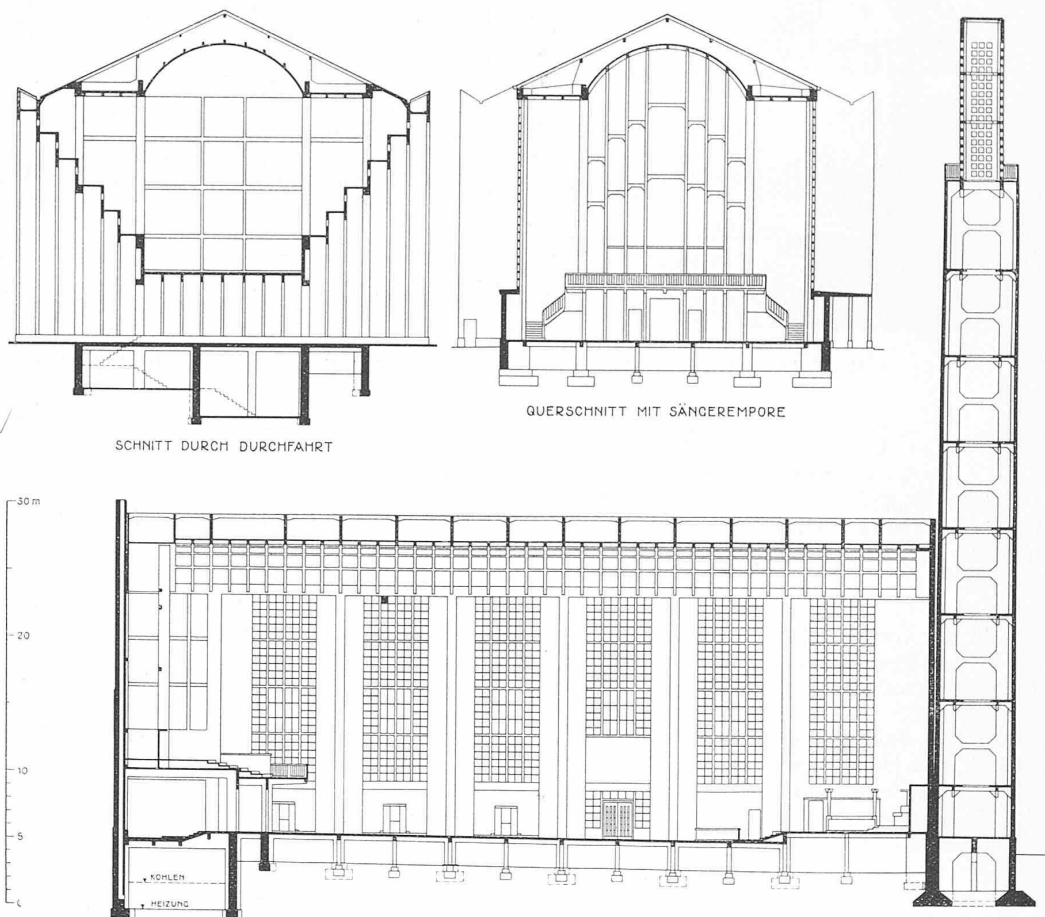 SCHNITT DURCH DURCHFAHRT
QUERSCHNITT MIT SÄNGEREMPORE
30 m
20
10
5
KOHLEN
HEIZUNG